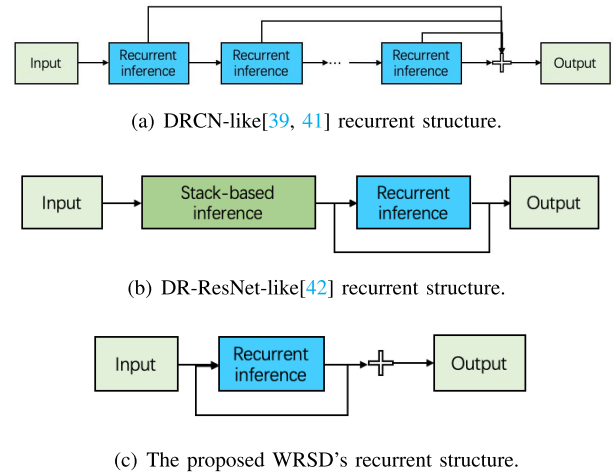 Input
Recurrent
inference
Recurrent
inference
...
Recurrent
inference
Output
(a) DRCN-like[39, 41] recurrent structure.
Input
Stack-based
inference
Recurrent
inference
Output
(b) DR-ResNet-like[42] recurrent structure.
Input
Recurrent
inference
Output
(c) The proposed WRSD's recurrent structure.